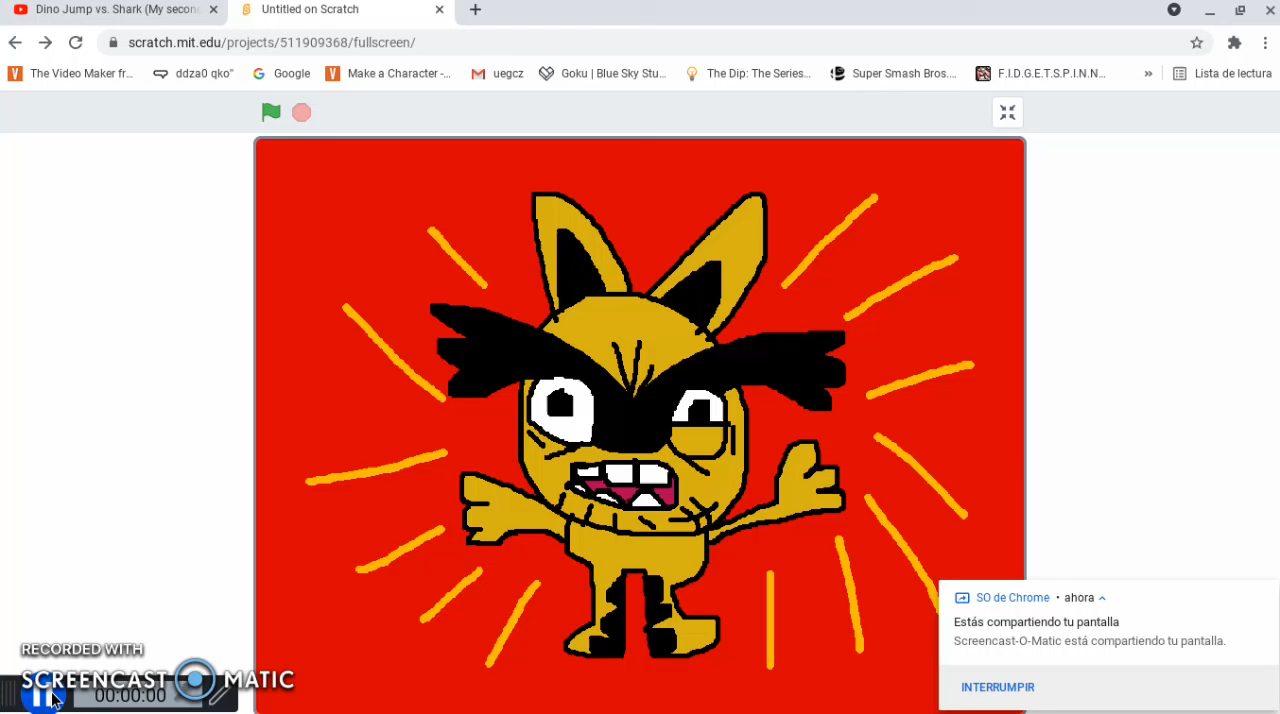 Dino Jump vs. Shark (My secon
Untitled on Scratch
scratch.mit.edu/projects/511909368/fullscreen/
The Video Maker fr…
ddza0 qko"
Google
Make a Character -…
uegcz
Goku | Blue Sky Stu…
The Dip: The Series…
Super Smash Bros.…
F.I.D.G.E.T.S.P.I.N.N…
»
Lista de lectura
SO de Chrome • ahora
Estás compartiendo tu pantalla
Screencast-O-Matic está compartiendo tu pantalla.
INTERRUMPIR
RECORDED WITH
SCREENCAST MATIC
00:00:00